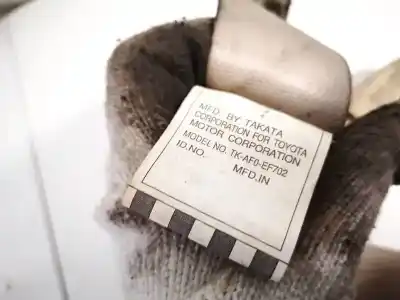 MFD BY TAKATA
CORPORATION FOR TOYOTA
MOTOR CORPORATION
MODEL NO. TK-AF0-EF702
ID.NO.
MFD.IN